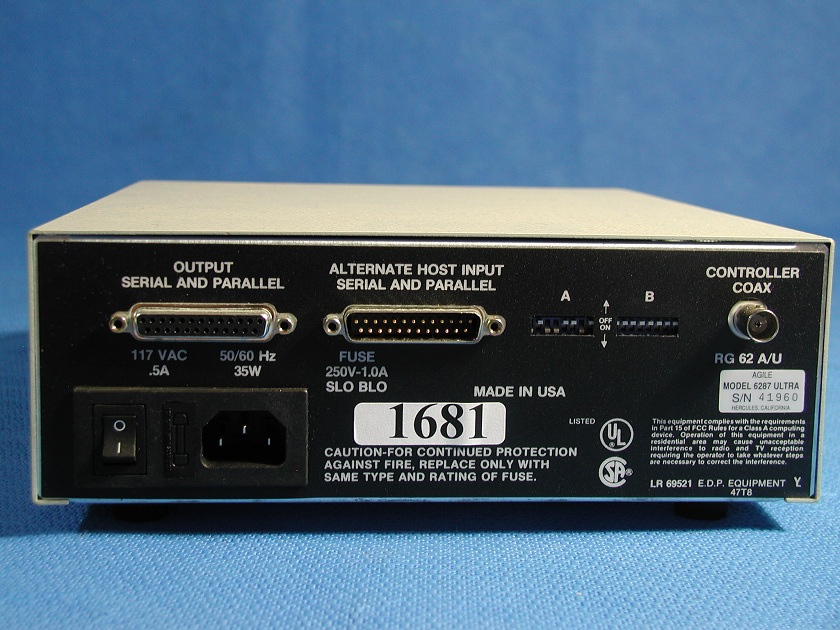 OUTPUT
SERIAL AND PARALLEL
ALTERNATE HOST INPUT
SERIAL AND PARALLEL
A
OFF
ON
B
CONTROLLER
COAX
RG 62 A/U
117 VAC 50/60 Hz
.5A 35W
FUSE
250V-1.0A
SLO BLO
MADE IN USA
AGILE
MODEL 6287 ULTRA
S/N 41960
HERCULES, CALIFORNIA
1681
LISTED
UL
SA
®
CAUTION-FOR CONTINUED PROTECTION
AGAINST FIRE, REPLACE ONLY WITH
SAME TYPE AND RATING OF FUSE.
This equipment complies with the requirements
in Part 15 of FCC Rules for a Class A computing
device. Operation of this equipment in a
residential area may cause unacceptable
interference to radio and TV reception
requiring the operator to take whatever steps
are necessary to correct the interference.
LR 69521 E.D.P. EQUIPMENT
47T8